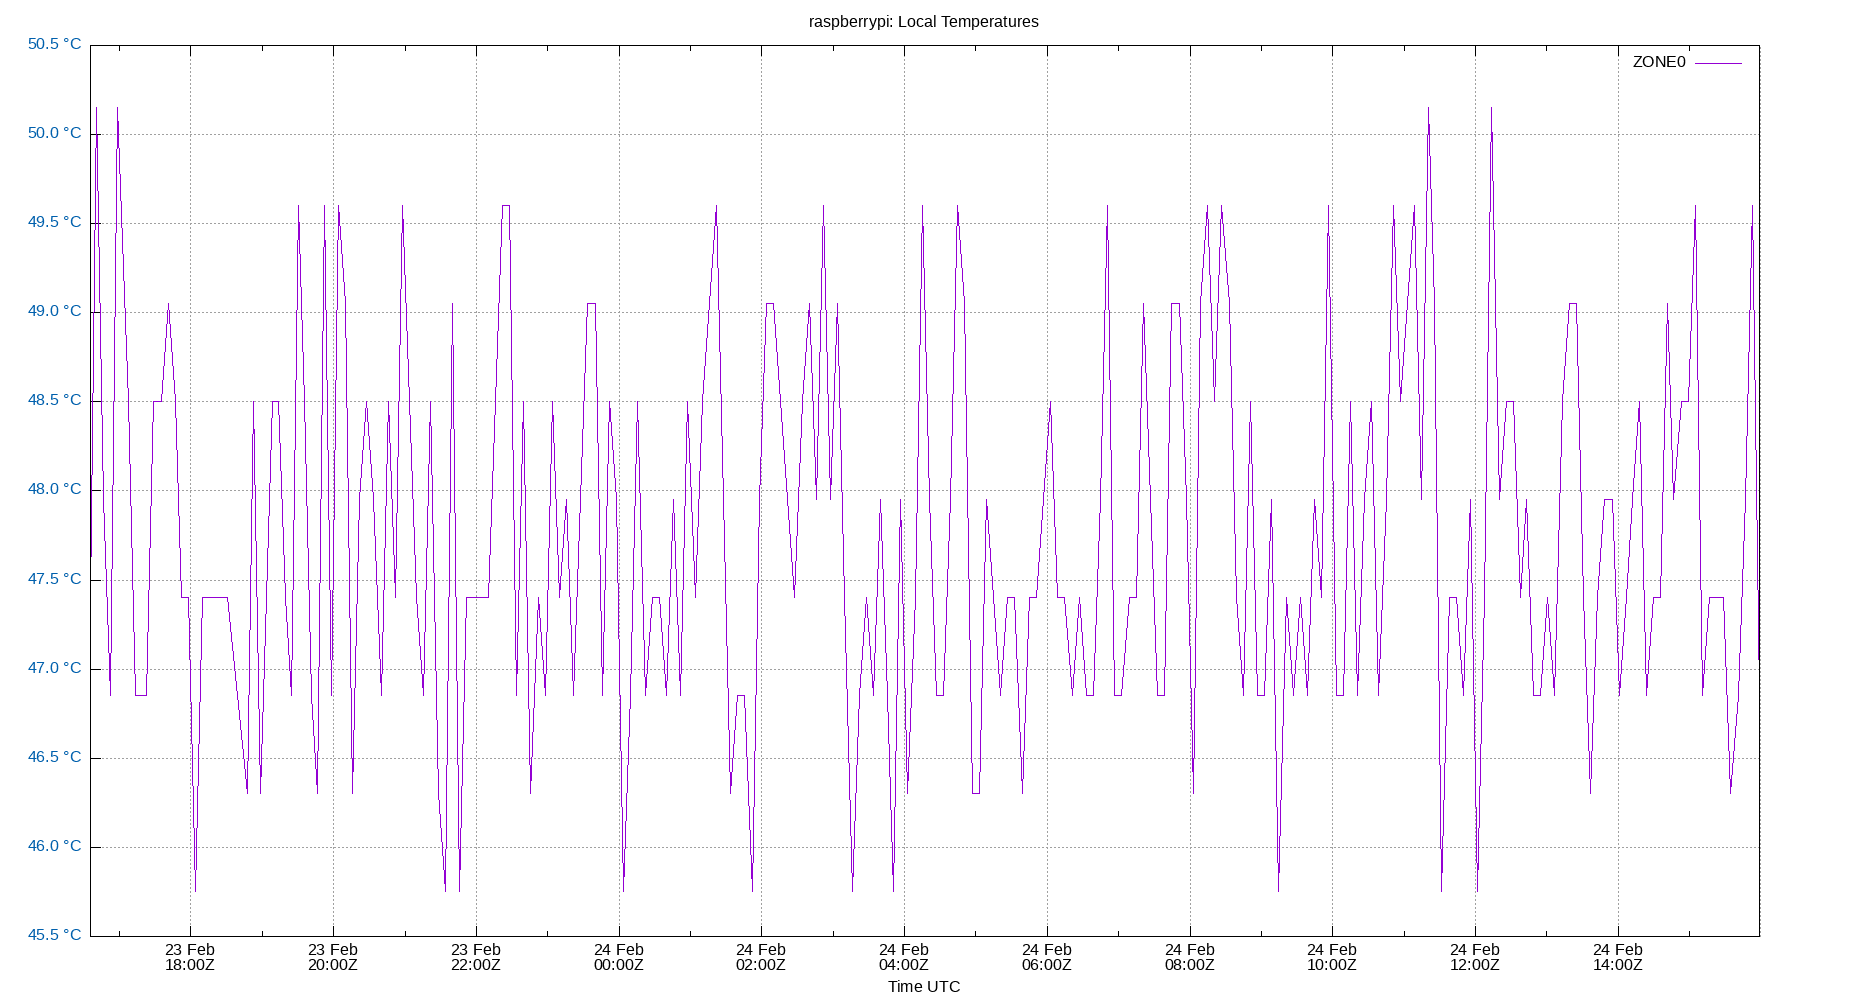 raspberrypi: Local Temperatures
ZONE0
50.5 °C
50.0 °C
49.5 °C
49.0 °C
48.5 °C
48.0 °C
47.5 °C
47.0 °C
46.5 °C
46.0 °C
45.5 °C
23 Feb 23 Feb 23 Feb 24 Feb 24 Feb 24 Feb 24 Feb 24 Feb 24 Feb 24 Feb 24 Feb
18:00Z 20:00Z 22:00Z 00:00Z 02:00Z 04:00Z 06:00Z 08:00Z 10:00Z 12:00Z 14:00Z
Time UTC